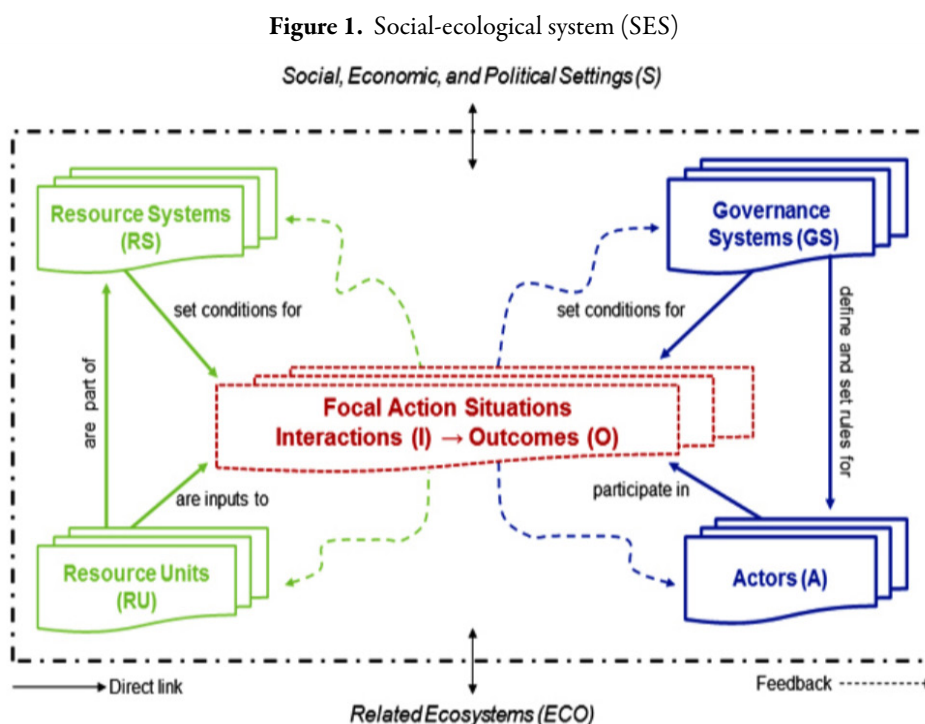 Figure 1. Social-ecological system (SES)
Social, Economic, and Political Settings (S)
Resource Systems
(RS)
Governance
Systems (GS)
set conditions for
set conditions for
define and set rules for
are part of
Focal Action Situations
Interactions (I) → Outcomes (O)
are inputs to
participate in
Resource Units
(RU)
Actors (A)
Direct link
Feedback
Related Ecosystems (ECO)